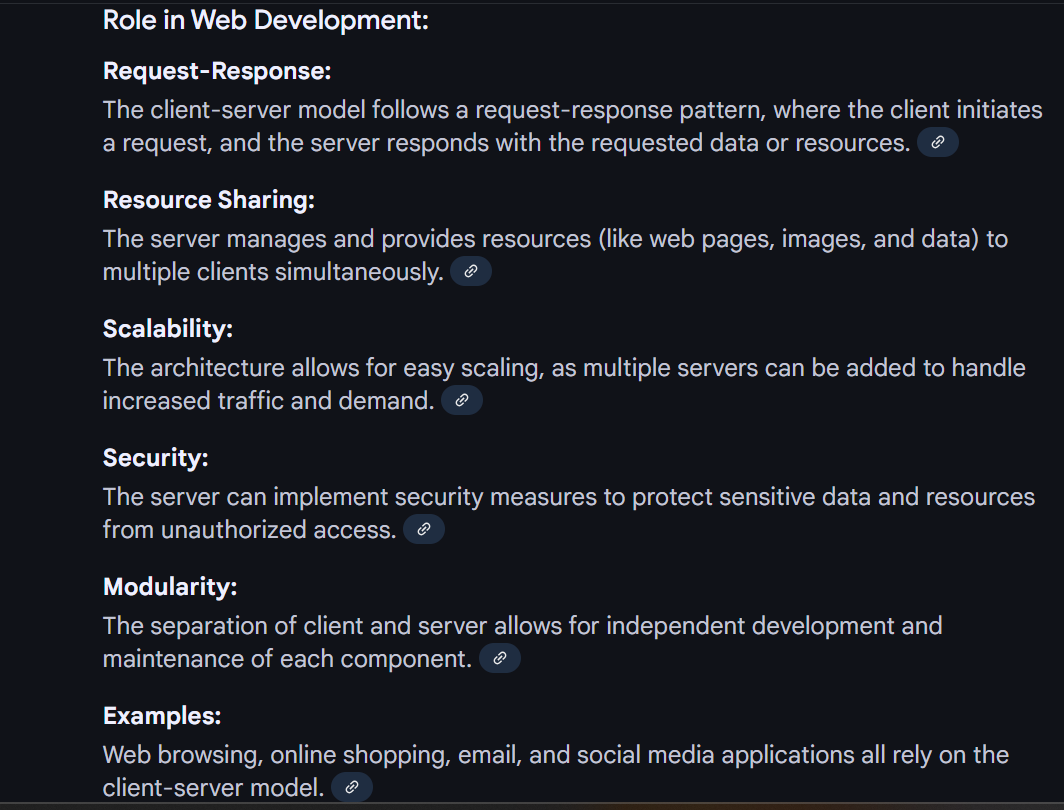 Role in Web Development:
Request-Response:
The client-server model follows a request-response pattern, where the client initiates
a request, and the server responds with the requested data or resources.
Resource Sharing:
The server manages and provides resources (like web pages, images, and data) to
multiple clients simultaneously.
Scalability:
The architecture allows for easy scaling, as multiple servers can be added to handle
increased traffic and demand.
Security:
The server can implement security measures to protect sensitive data and resources
from unauthorized access.
Modularity:
The separation of client and server allows for independent development and
maintenance of each component.
Examples:
Web browsing, online shopping, email, and social media applications all rely on the
client-server model.